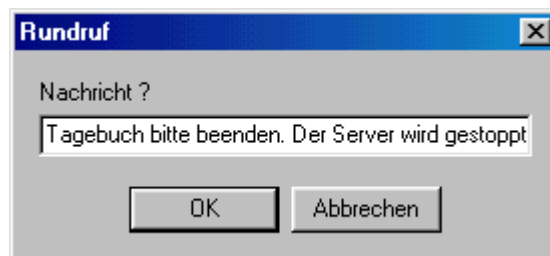 Rundruf
Nachricht ?
Tagebuch bitte beenden. Der Server wird gestoppt
OK
Abbrechen